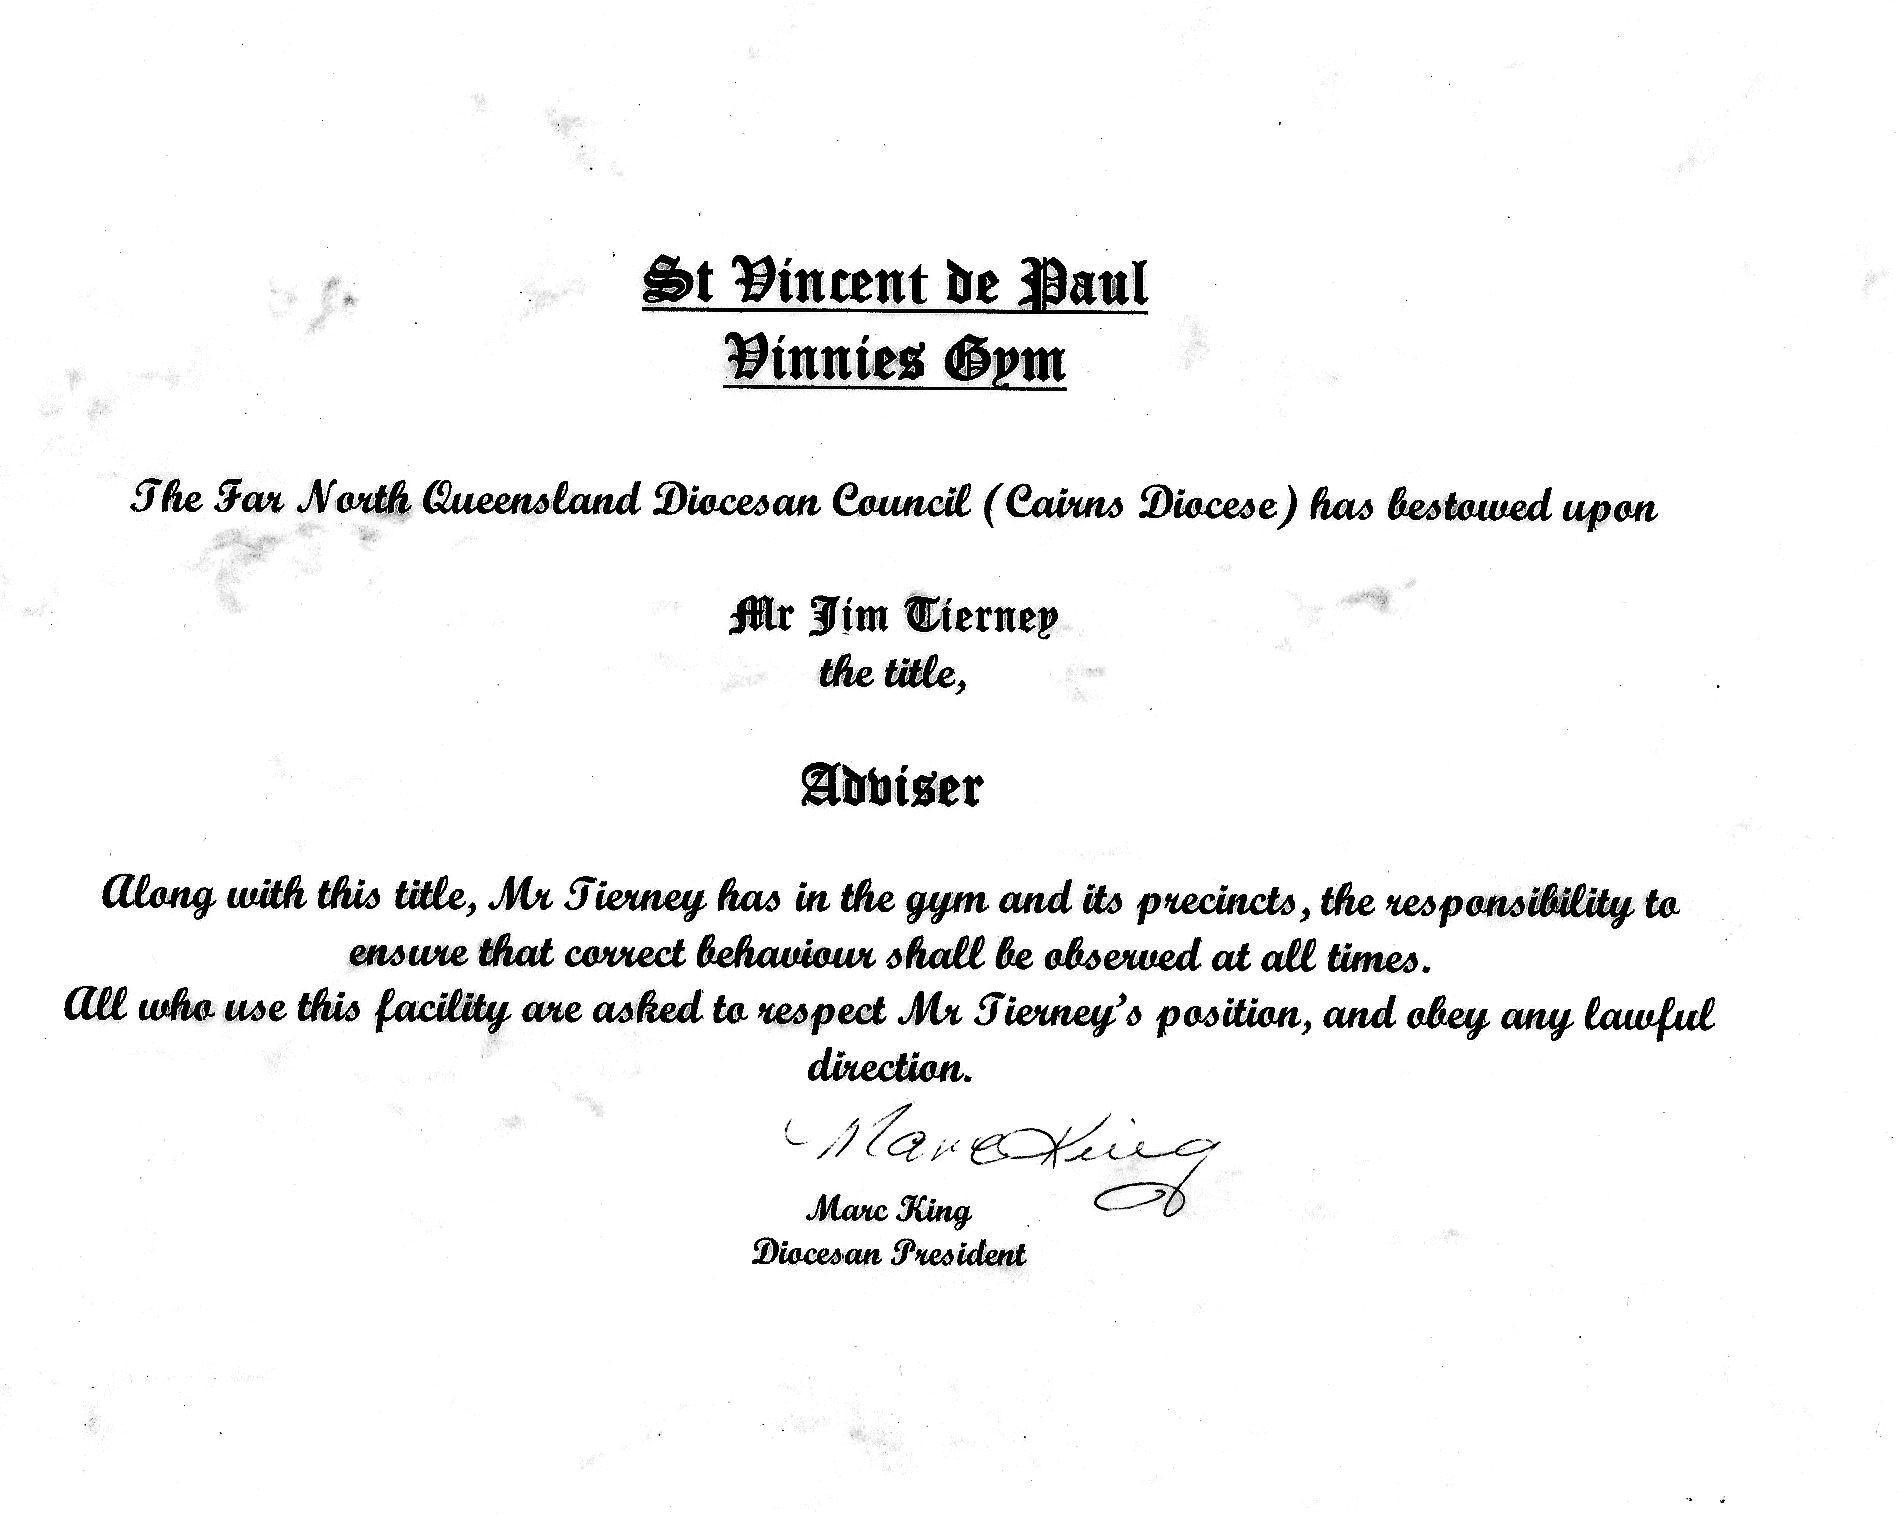 St Vincent de Paul
Vinnies Gym
The Far North Queensland Diocesan Council (Cairns Diocese) has bestowed upon
Mr Jim Tierney
the title,
Adviser
Along with this title, Mr Tierney has in the gym and its precincts, the responsibility to
ensure that correct behaviour shall be observed at all times.
All who use this facility are asked to respect Mr Tierney's position, and obey any lawful
direction.
Marc King
Marc King
Diocesan President